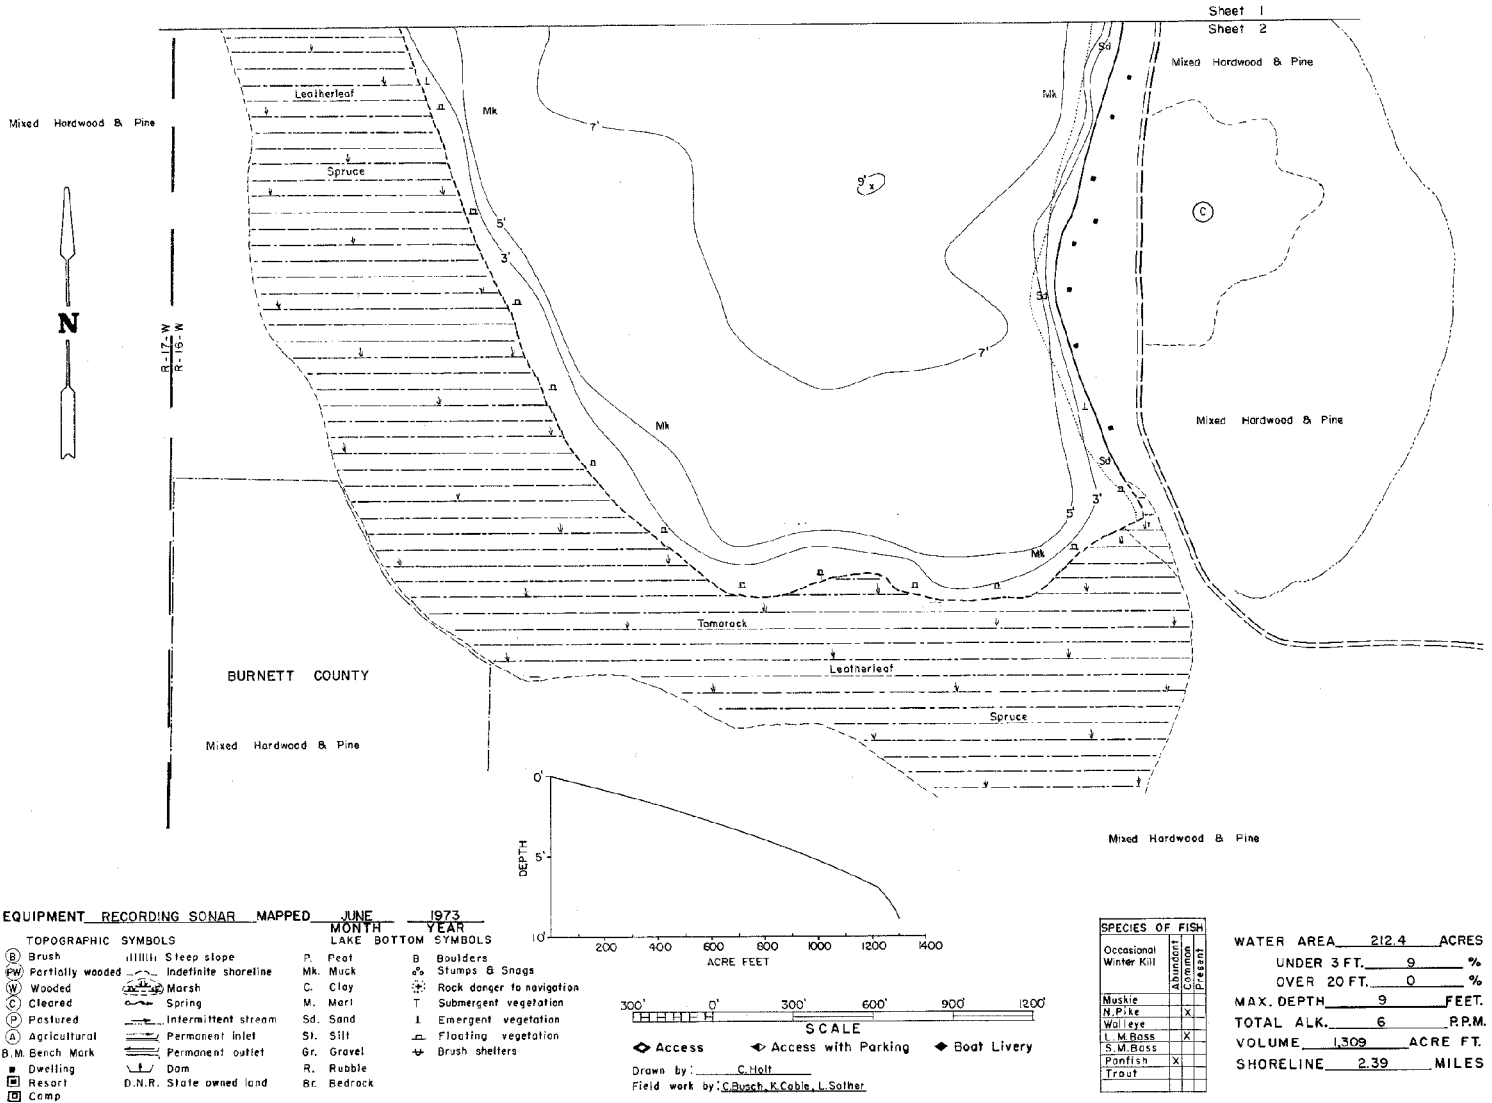 Sheet 1
Sheet 2
Mixed Hardwood & Pine
Sd
Mk
Leatherleaf
Mk
Mixed Hardwood & Pine
7'
Spruce
9'
x
C
5'
3'
Sd
N
R-17-W
R-16-W
7'
Mk
Mixed Hardwood & Pine
Sd
3'
5'
Mk
Tamarack
Leatherleaf
BURNETT COUNTY
Spruce
Mixed Hardwood & Pine
Mixed Hardwood & Pine
0'
5'
10'
DEPTH
200 400 600 800 1000 1200 1400
ACRE FEET
EQUIPMENT RECORDING SONAR MAPPED JUNE 1973
MONTH YEAR
TOPOGRAPHIC SYMBOLS
B Brush
PW Partially wooded
W Wooded
C Cleared
P Pastured
A Agricultural
B.M. Bench Mark
Dwelling
Resort
Camp
Steep slope
Indefinite shoreline
Marsh
Spring
Intermittent stream
Permanent inlet
Permanent outlet
Dam
D.N.R. State owned land
LAKE BOTTOM SYMBOLS
P. Peat
Mk. Muck
C. Clay
M. Marl
Sd. Sand
St. Silt
Gr. Gravel
R. Rubble
Br. Bedrock
B Boulders
Stumps & Snags
Rock danger to navigation
T Submergent vegetation
Emergent vegetation
Floating vegetation
Brush shelters
300' 0' 300' 600' 900' 1200'
SCALE
Access
Access with Parking
Boat Livery
Drawn by: C.Holt
Field work by: C.Busch, K.Cable, L.Sather
SPECIES OF FISH
Occasional
Winter Kill
Abundant
Common
Present
Muskie
N.Pike X
Walleye
L.M.Bass X
S.M.Bass
Panfish X
Trout
WATER AREA 212.4 ACRES
UNDER 3 FT. 9 %
OVER 20 FT. 0 %
MAX. DEPTH 9 FEET.
TOTAL ALK. 6 P.P.M.
VOLUME 1,309 ACRE FT.
SHORELINE 2.39 MILES